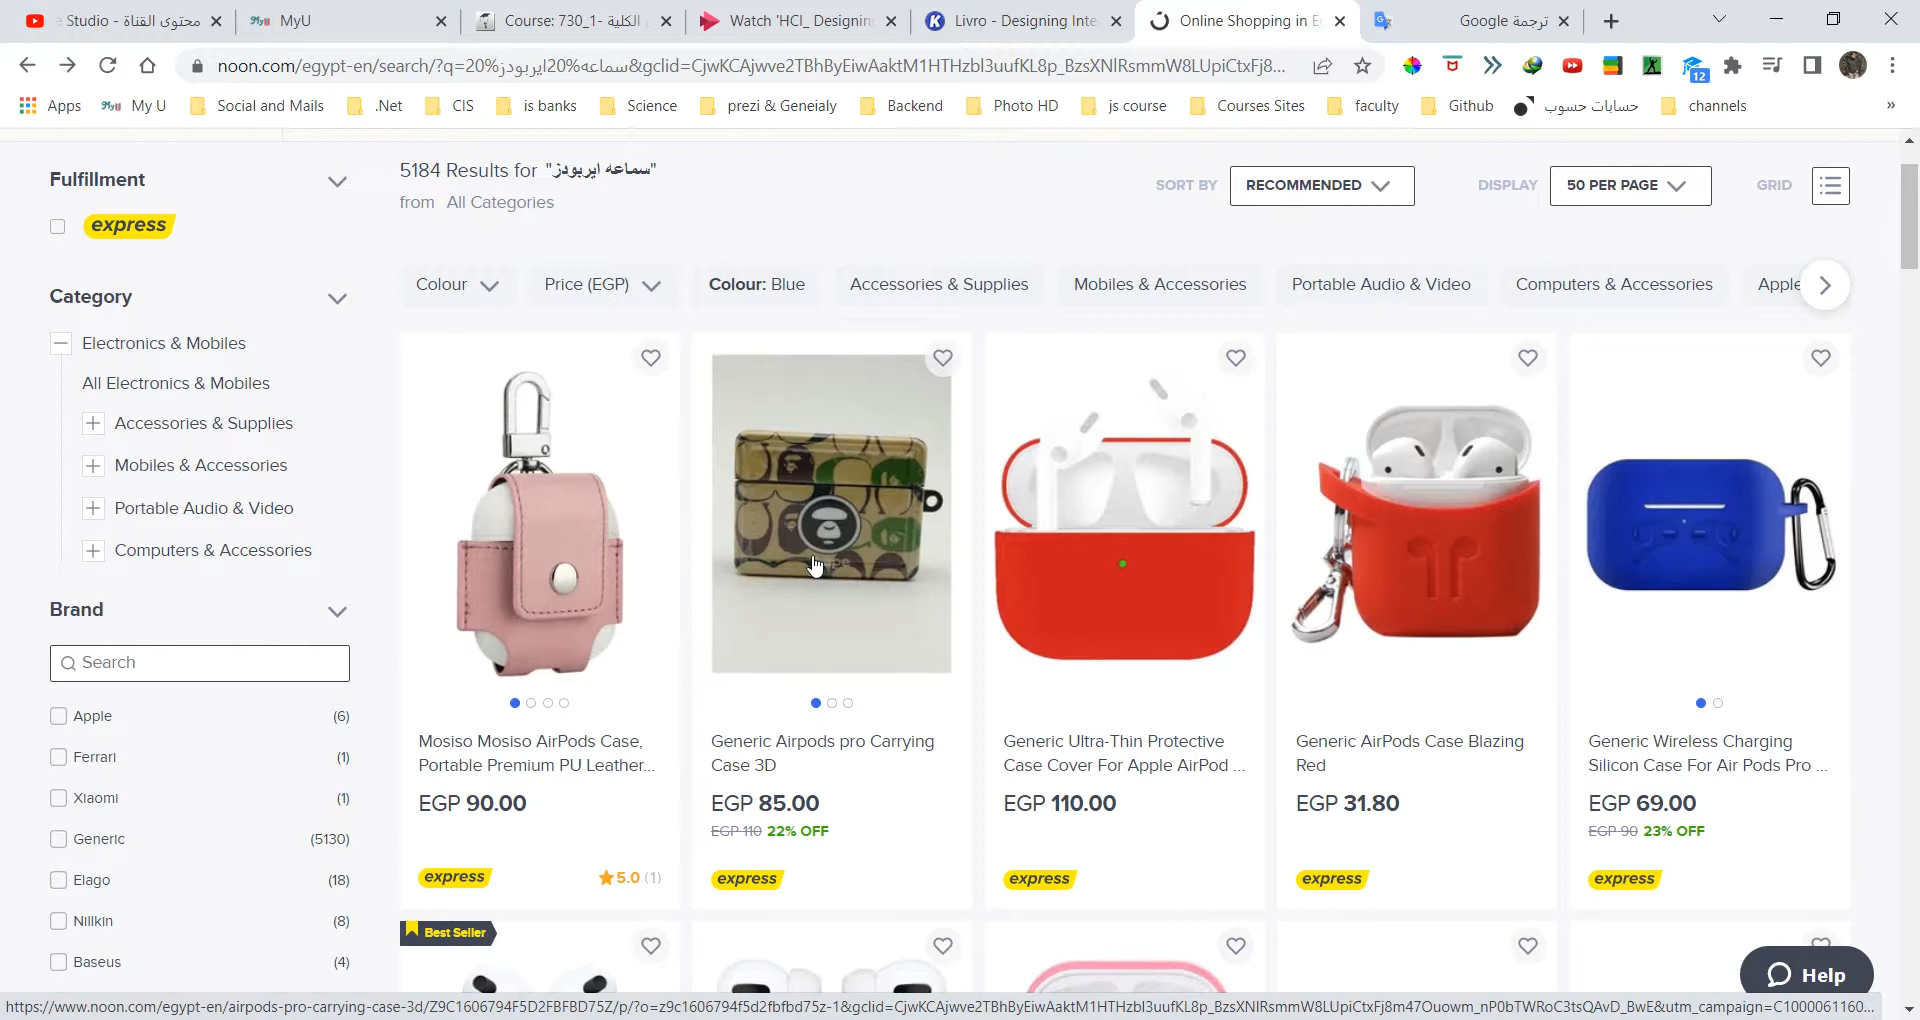 Studio - محتوى القناة
MyU
Course: 730_1- الكلية
Watch 'HCI_ Designin
Livro - Designing Inte
Online Shopping in E
ترجمة Google
noon.com/egypt-en/search/?q=20%سماعه20%ايربودز&gclid=CjwKCAjwve2TBhByEiwAaktM1HTHzbl3uufKL8p_BzsXNlRsmmW8LUpiCtxFj8...
12
Apps
My U
Social and Mails
.Net
CIS
is banks
Science
prezi & Geneialy
Backend
Photo HD
js course
Courses Sites
faculty
Github
حسابات حسوب
channels
»
Fulfillment
express
Category
Electronics & Mobiles
All Electronics & Mobiles
Accessories & Supplies
Mobiles & Accessories
Portable Audio & Video
Computers & Accessories
Brand
Search
Apple (6)
Ferrari (1)
Xiaomi (1)
Generic (5130)
Elago (18)
Nillkin (8)
Baseus (4)
5184 Results for "سماعه ايربودز"
from All Categories
SORT BY
RECOMMENDED
DISPLAY
50 PER PAGE
GRID
Colour
Price (EGP)
Colour: Blue
Accessories & Supplies
Mobiles & Accessories
Portable Audio & Video
Computers & Accessories
Apple
Mosiso Mosiso AirPods Case,
Portable Premium PU Leather...
EGP 90.00
express
5.0 (1)
Generic Airpods pro Carrying
Case 3D
EGP 85.00
EGP 110 22% OFF
express
Generic Ultra-Thin Protective
Case Cover For Apple AirPod ...
EGP 110.00
express
Generic AirPods Case Blazing
Red
EGP 31.80
express
Generic Wireless Charging
Silicon Case For Air Pods Pro ...
EGP 69.00
EGP 90 23% OFF
express
Best Seller
Help
https://www.noon.com/egypt-en/airpods-pro-carrying-case-3d/Z9C1606794F5D2FBFBD75Z/p/?o=z9c1606794f5d2fbfbd75z-1&gclid=CjwKCAjwve2TBhByEiwAaktM1HTHzbl3uufKL8p_BzsXNlRsmmW8LUpiCtxFj8m47Ouowm_nP0bTWRoC3tsQAvD_BwE&utm_campaign=C1000061160...